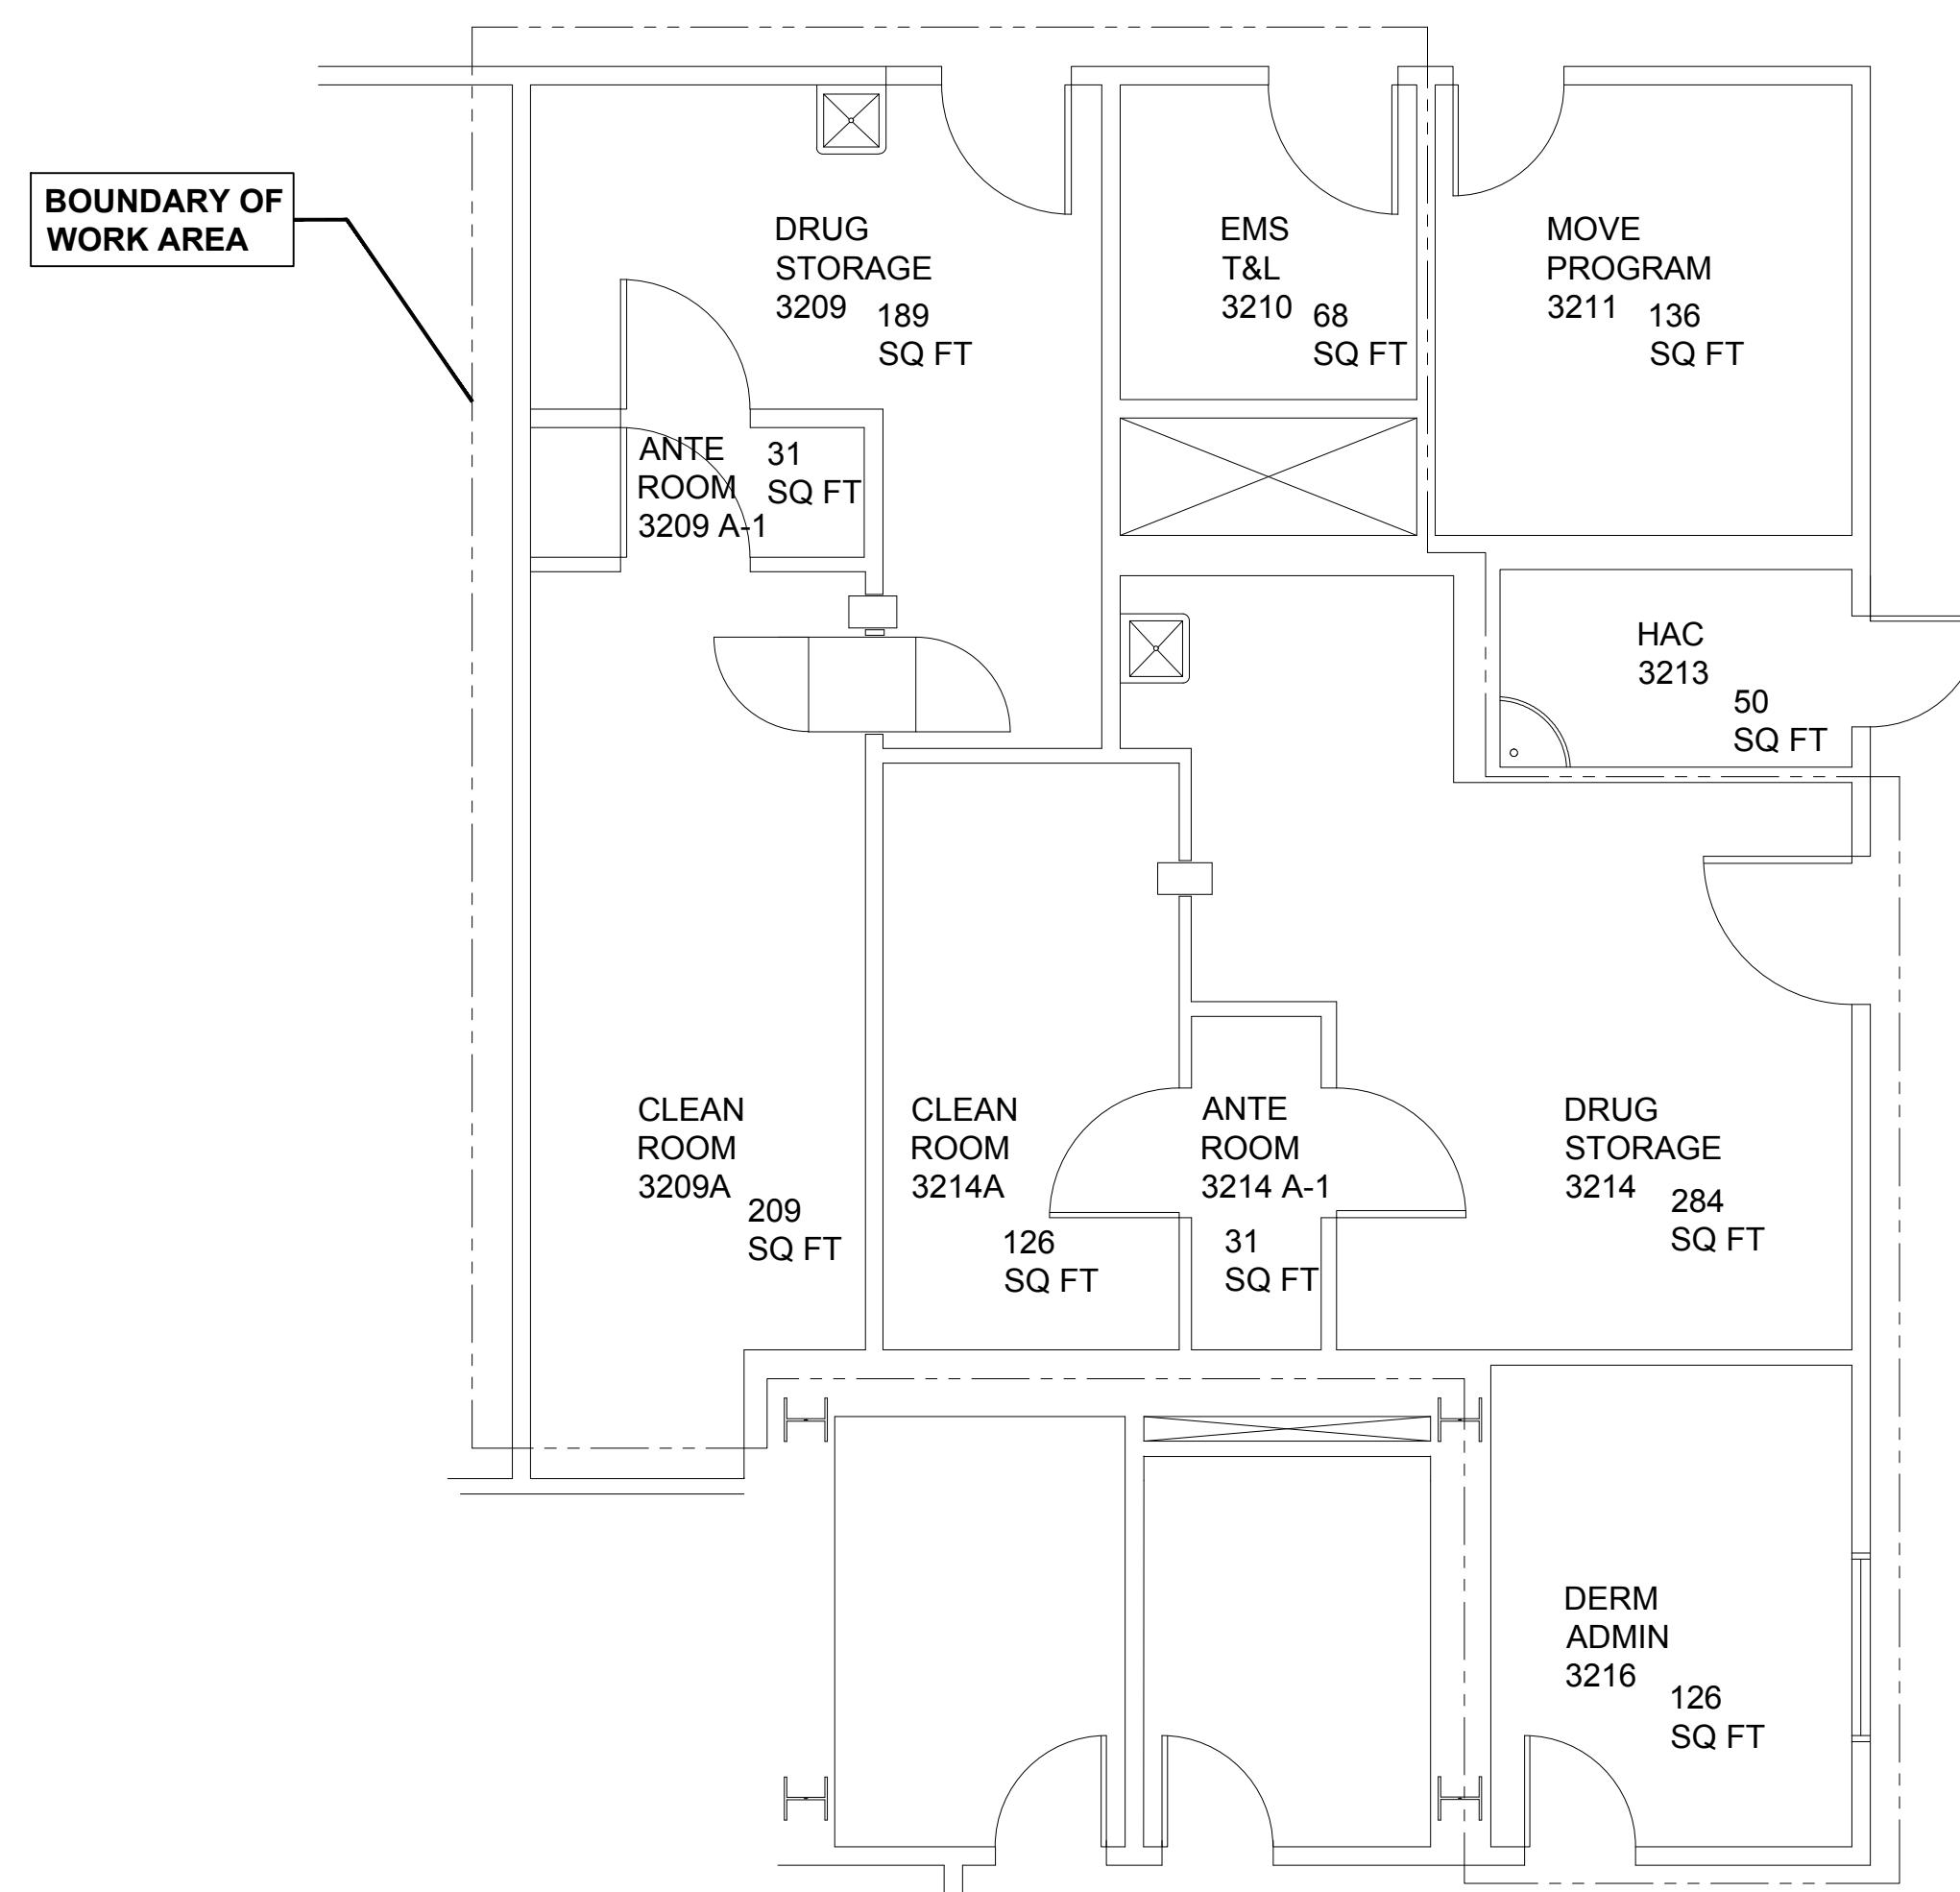 BOUNDARY OF
WORK AREA
DRUG
STORAGE
3209
189
SQ FT
EMS
T&L
3210
68
SQ FT
MOVE
PROGRAM
3211
136
SQ FT
ANTE
ROOM
3209 A-1
31
SQ FT
HAC
3213
50
SQ FT
CLEAN
ROOM
3209A
209
SQ FT
CLEAN
ROOM
3214A
126
SQ FT
ANTE
ROOM
3214 A-1
31
SQ FT
DRUG
STORAGE
3214
284
SQ FT
DERM
ADMIN
3216
126
SQ FT